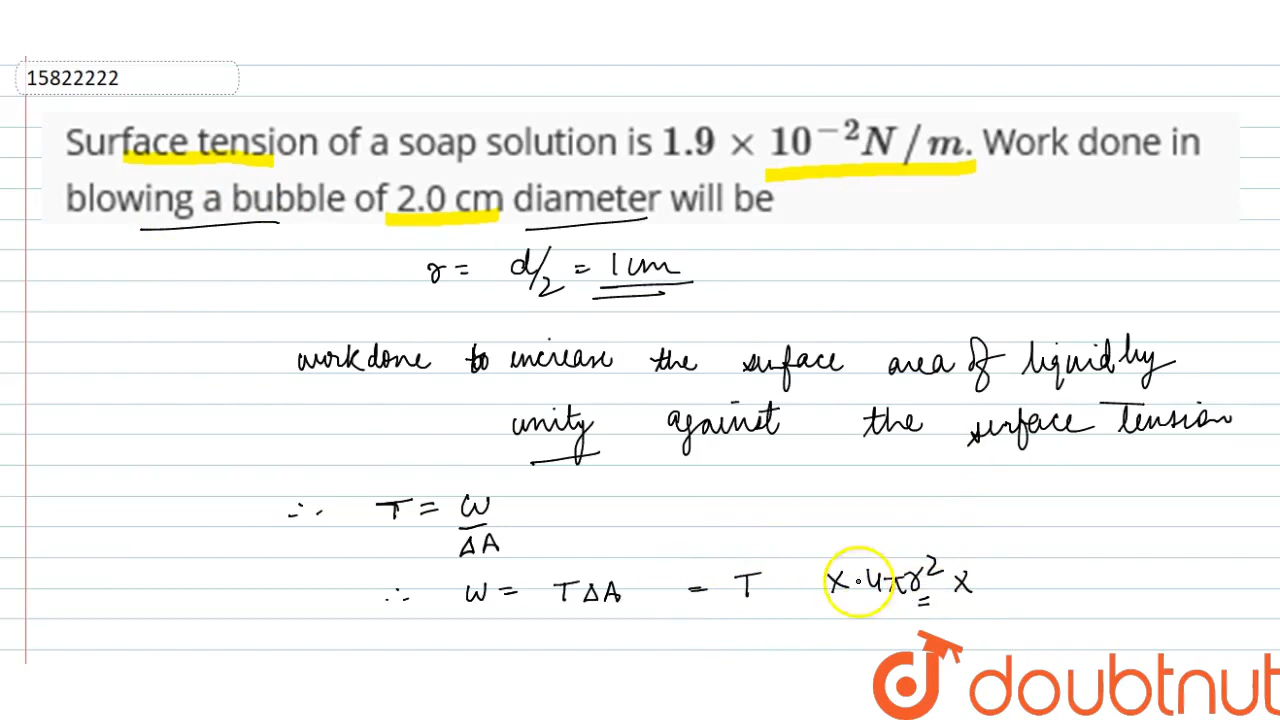 15822222
Surface tension of a soap solution is 1.9 × 10⁻² N/m. Work done in
blowing a bubble of 2.0 cm diameter will be
r = d/2 = 1 cm
workdone to increase the surface area of liquid by
unity against the surface Tension
∴ T = W/ΔA
∴ W = TΔA = T x · 4πr² x
doubtnut